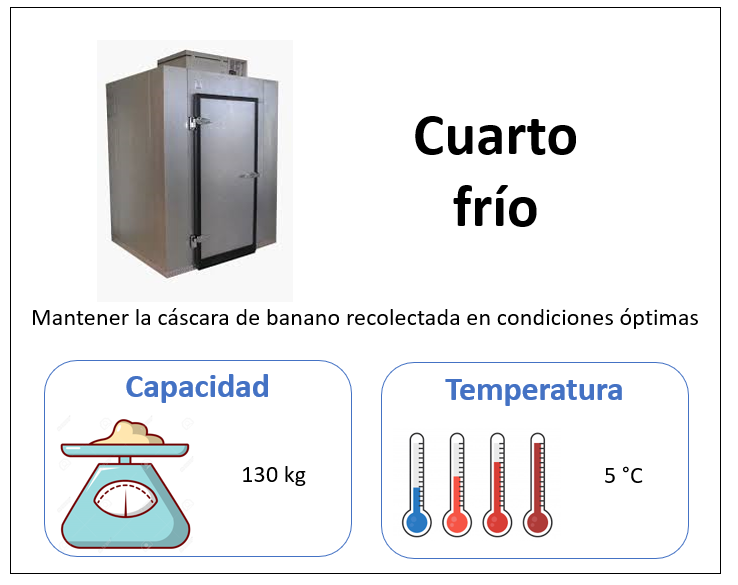 Cuarto
frío
Mantener la cáscara de banano recolectada en condiciones óptimas
Capacidad
130 kg
Temperatura
5 °C